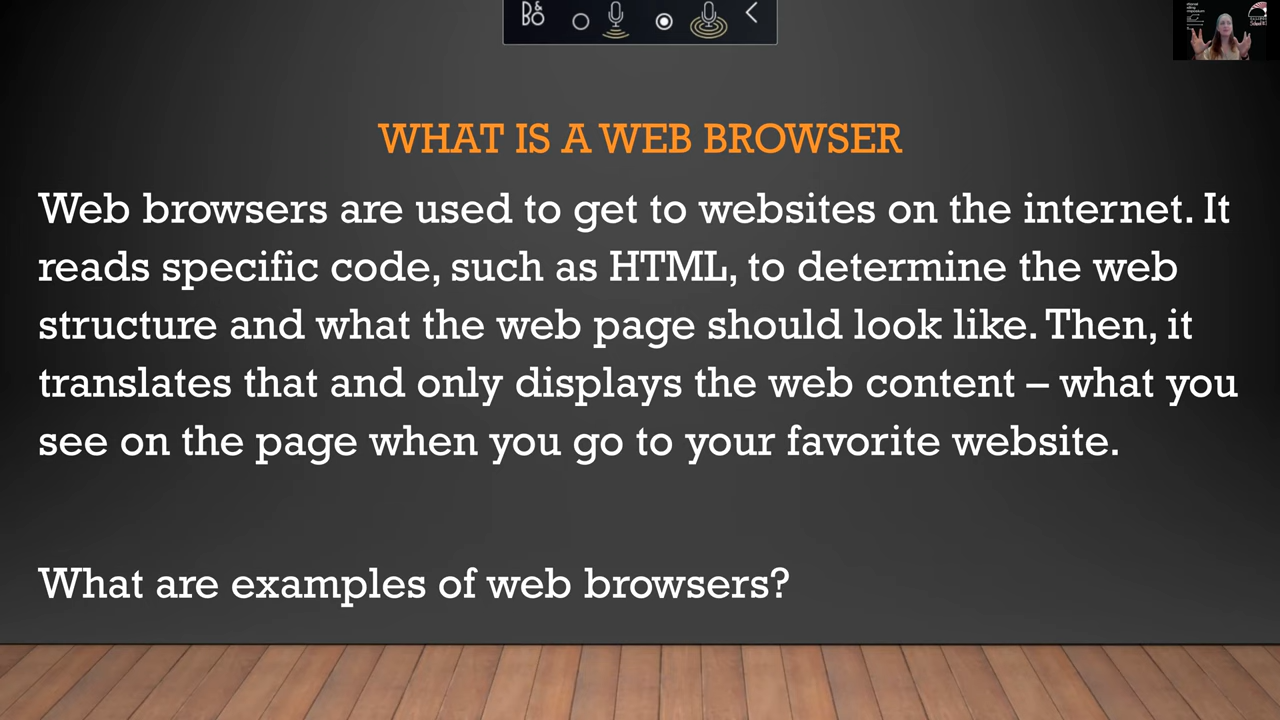 B&O
WHAT IS A WEB BROWSER
Web browsers are used to get to websites on the internet. It
reads specific code, such as HTML, to determine the web
structure and what the web page should look like. Then, it
translates that and only displays the web content – what you
see on the page when you go to your favorite website.
What are examples of web browsers?